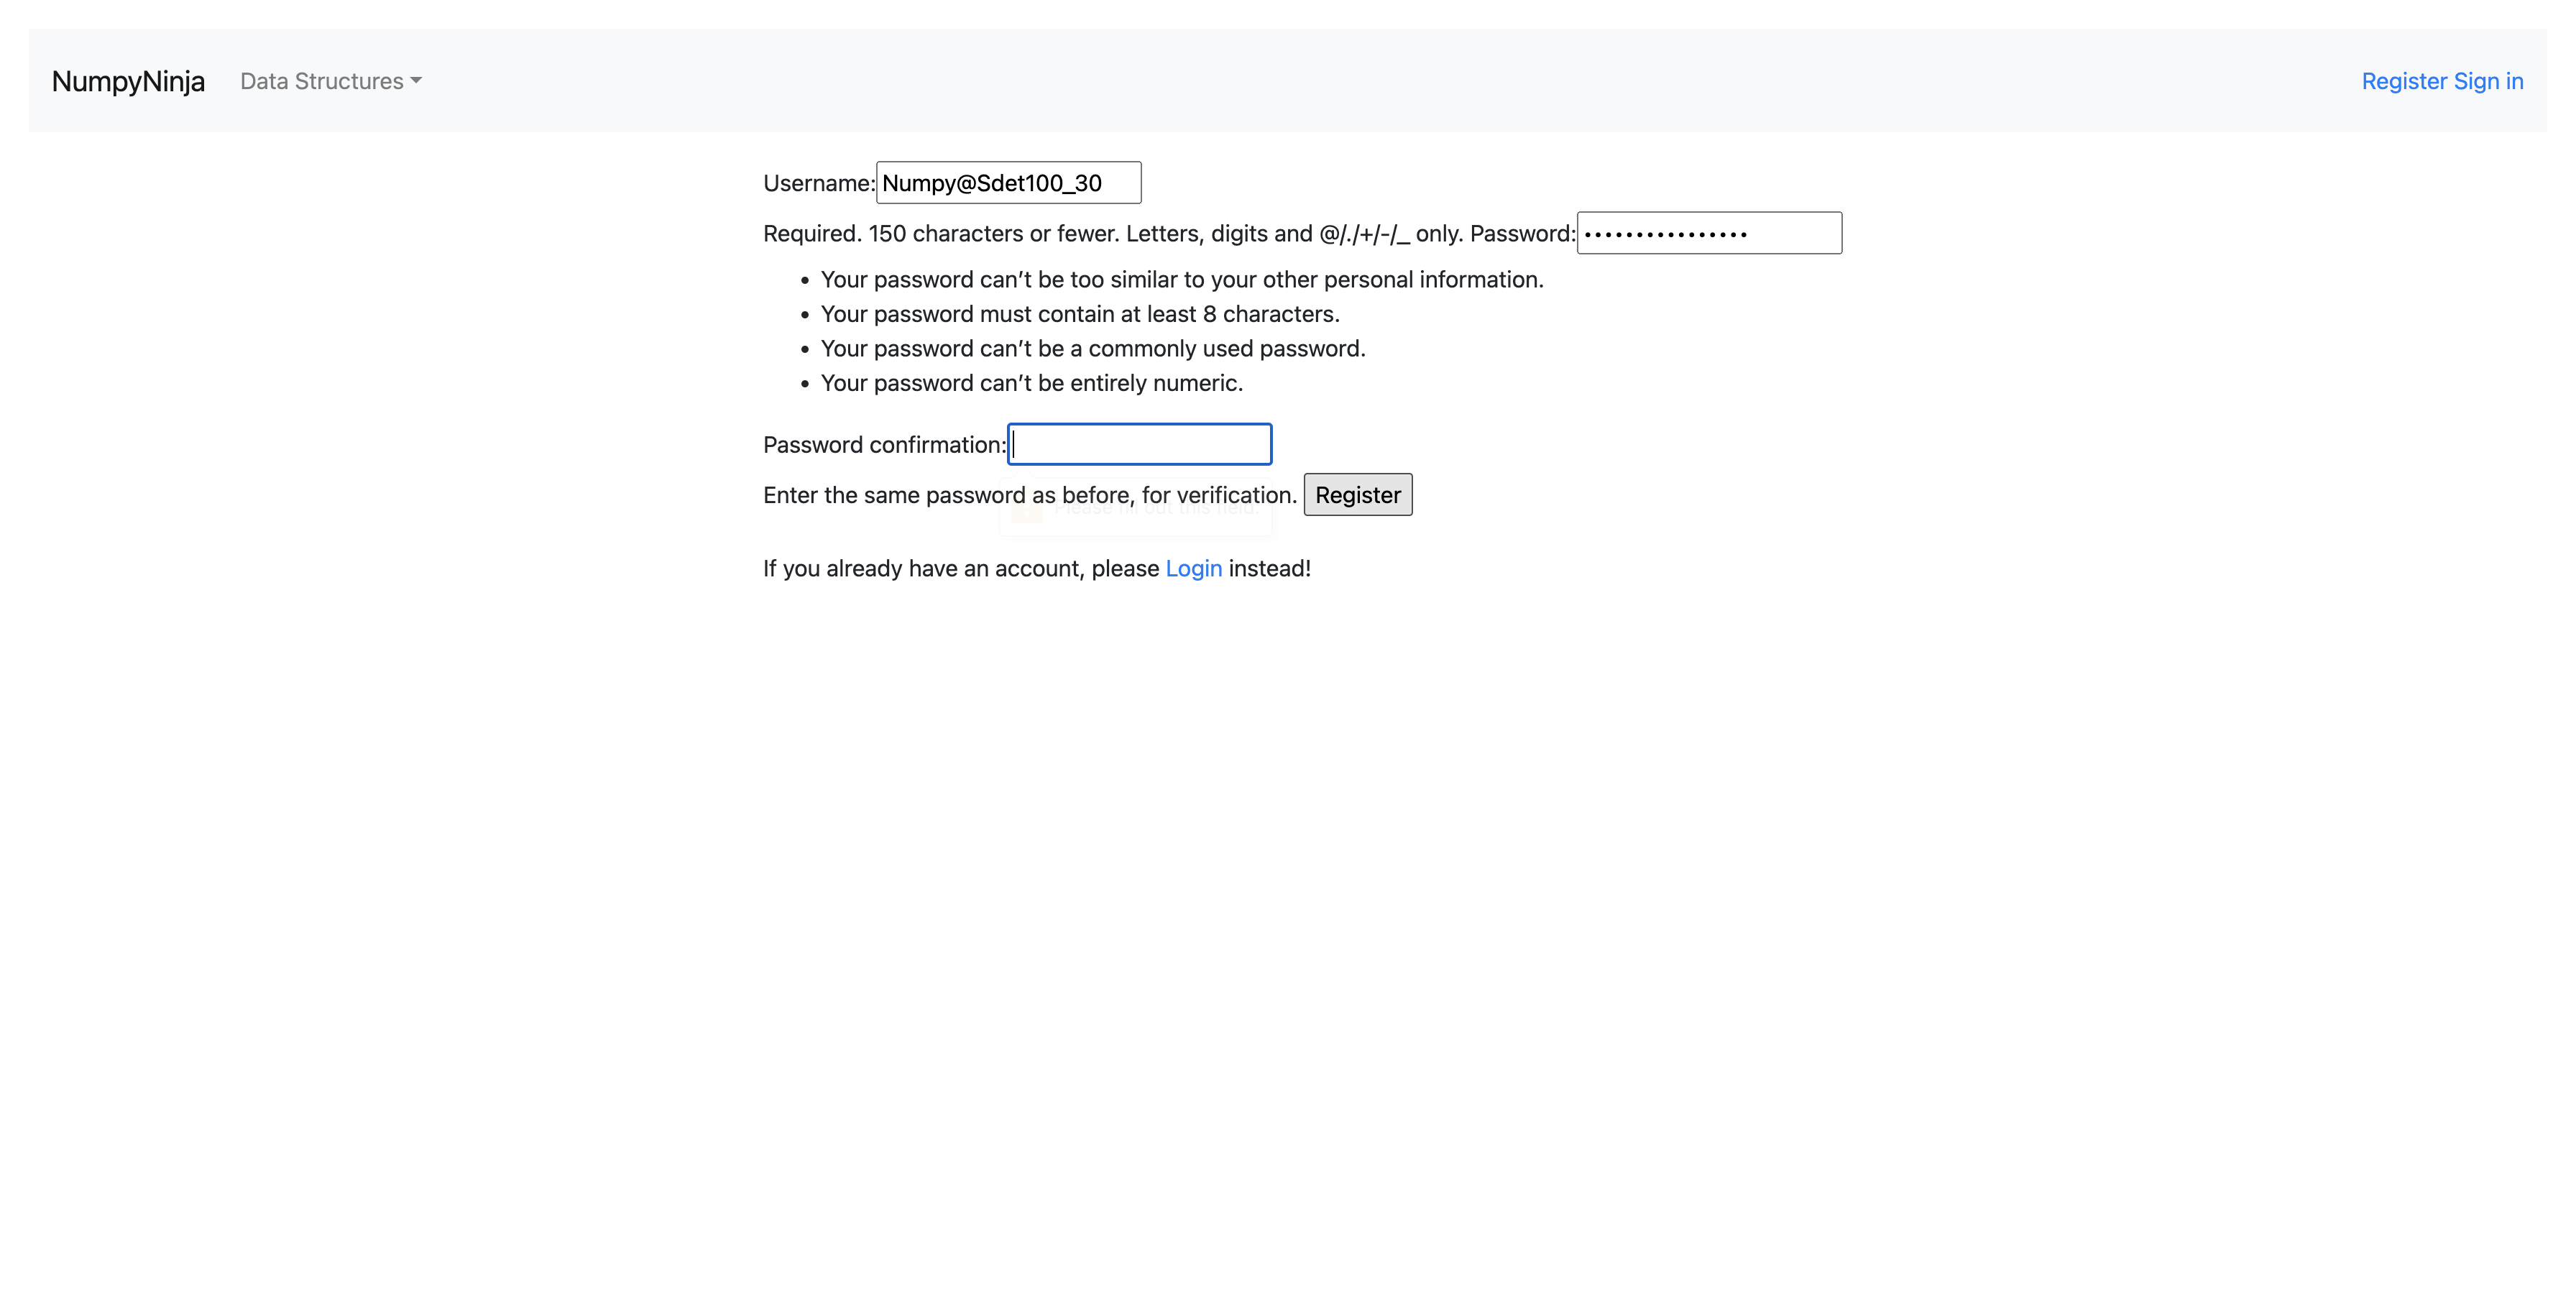 NumpyNinja Data Structures Register Sign in
Username: Numpy@Sdet100_30
Required. 150 characters or fewer. Letters, digits and @/./+/-/_ only. Password: ••••••••••••••••
• Your password can’t be too similar to your other personal information.
• Your password must contain at least 8 characters.
• Your password can’t be a commonly used password.
• Your password can’t be entirely numeric.
Password confirmation:
Enter the same password as before, for verification. Register
Please fill out this field.
If you already have an account, please Login instead!